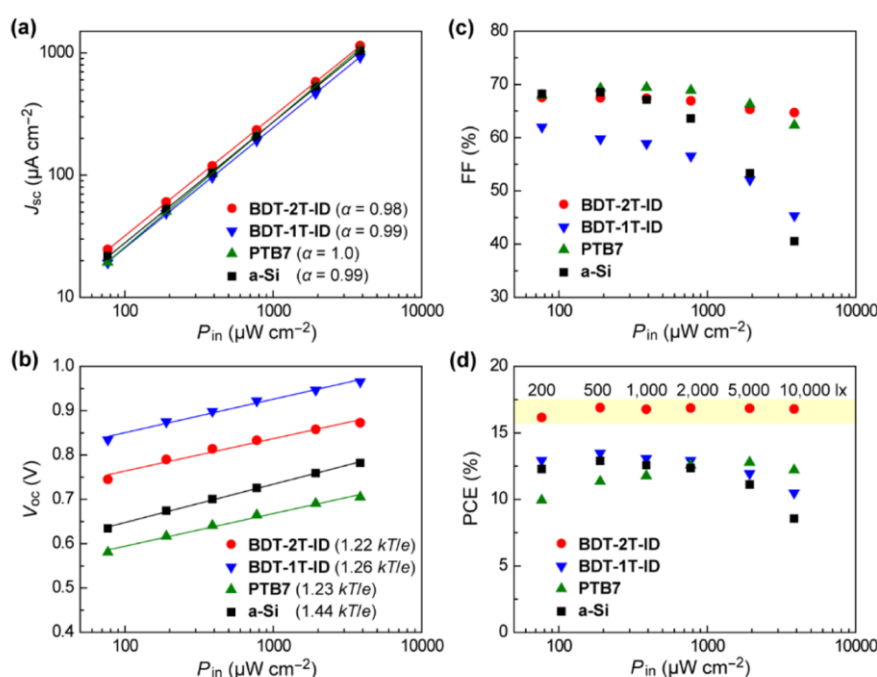 (a)
1000
100
10
J_sc (μA cm⁻²)
BDT-2T-ID (α = 0.98)
BDT-1T-ID (α = 0.99)
PTB7 (α = 1.0)
a-Si (α = 0.99)
100 1000 10000
P_in (μW cm⁻²)
(b)
1.0
0.9
0.8
0.7
0.6
0.5
0.4
V_oc (V)
BDT-2T-ID (1.22 kT/e)
BDT-1T-ID (1.26 kT/e)
PTB7 (1.23 kT/e)
a-Si (1.44 kT/e)
100 1000 10000
P_in (μW cm⁻²)
(c)
80
70
60
50
40
30
FF (%)
BDT-2T-ID
BDT-1T-ID
PTB7
a-Si
100 1000 10000
P_in (μW cm⁻²)
(d)
20
15
10
5
0
PCE (%)
200 500 1,000 2,000 5,000 10,000 lx
BDT-2T-ID
BDT-1T-ID
PTB7
a-Si
100 1000 10000
P_in (μW cm⁻²)